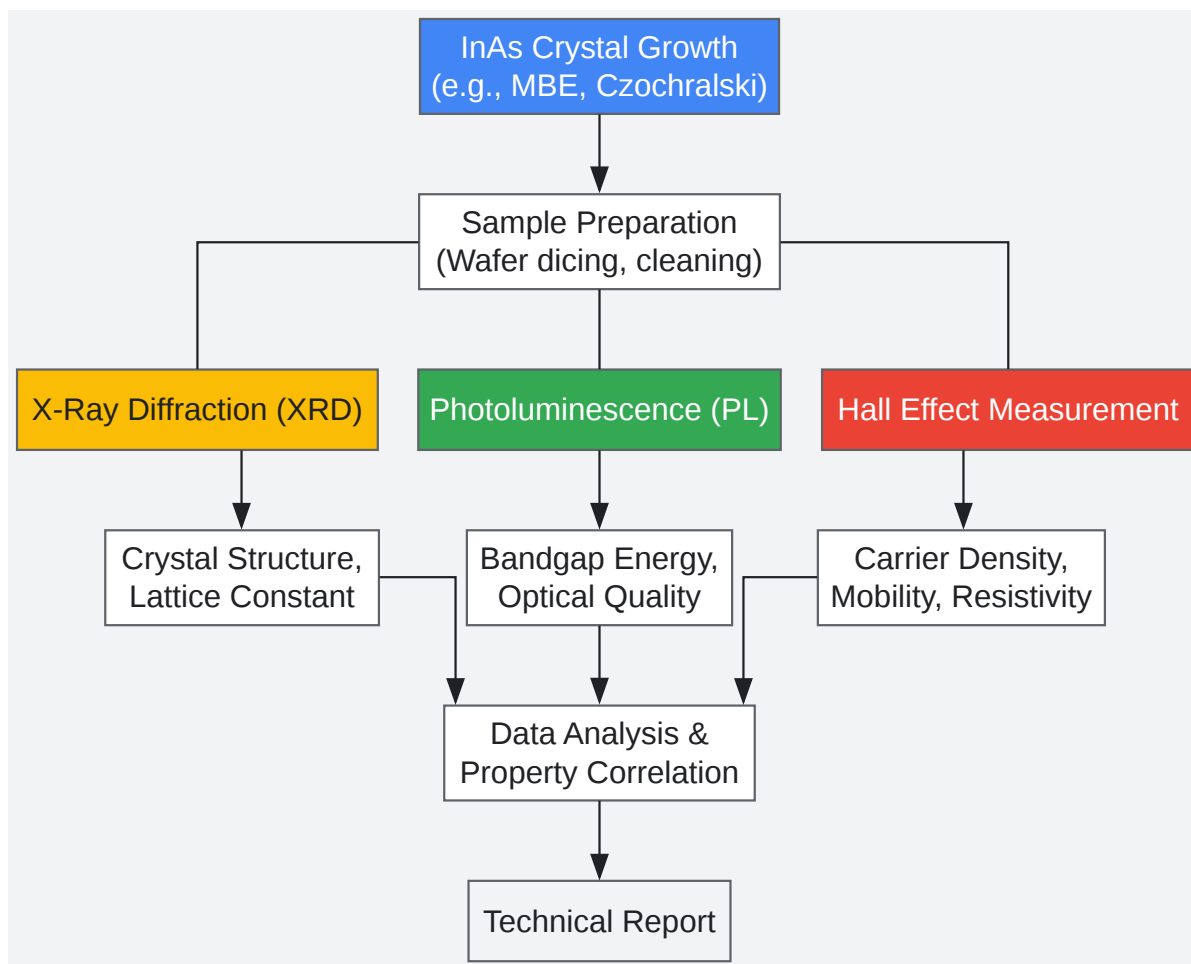 InAs Crystal Growth
(e.g., MBE, Czochralski)
Sample Preparation
(Wafer dicing, cleaning)
X-Ray Diffraction (XRD)
Photoluminescence (PL)
Hall Effect Measurement
Crystal Structure,
Lattice Constant
Bandgap Energy,
Optical Quality
Carrier Density,
Mobility, Resistivity
Data Analysis &
Property Correlation
Technical Report